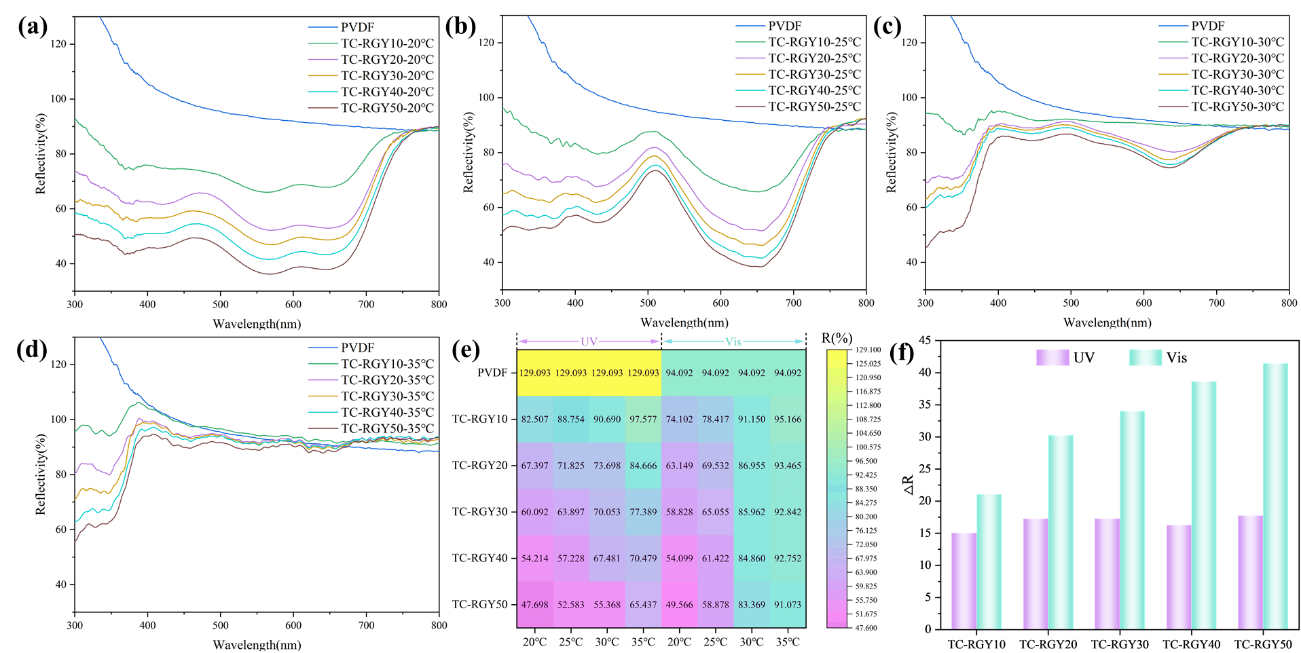 (a)
PVDF
TC-RGY10-20℃
TC-RGY20-20℃
TC-RGY30-20℃
TC-RGY40-20℃
TC-RGY50-20℃
Reflectivity(%)
120
100
80
60
40
300 400 500 600 700 800
Wavelength(nm)
(b)
PVDF
TC-RGY10-25℃
TC-RGY20-25℃
TC-RGY30-25℃
TC-RGY40-25℃
TC-RGY50-25℃
Reflectivity(%)
120
100
80
60
40
300 400 500 600 700 800
Wavelength(nm)
(c)
PVDF
TC-RGY10-30℃
TC-RGY20-30℃
TC-RGY30-30℃
TC-RGY40-30℃
TC-RGY50-30℃
Reflectivity(%)
120
100
80
60
40
300 400 500 600 700 800
Wavelength(nm)
(d)
PVDF
TC-RGY10-35℃
TC-RGY20-35℃
TC-RGY30-35℃
TC-RGY40-35℃
TC-RGY50-35℃
Reflectivity(%)
120
100
80
60
40
300 400 500 600 700 800
Wavelength(nm)
(e)
UV Vis R(%)
PVDF 129.093 129.093 129.093 129.093 94.092 94.092 94.092 94.092
TC-RGY10 82.507 88.754 90.690 97.577 74.102 78.417 91.150 95.166
TC-RGY20 67.397 71.825 73.698 84.666 63.149 69.532 86.955 93.465
TC-RGY30 60.092 63.897 70.053 77.389 58.828 65.055 85.962 92.842
TC-RGY40 54.214 57.228 67.481 70.479 54.099 61.422 84.860 92.752
TC-RGY50 47.698 52.583 55.368 65.437 49.566 58.878 83.369 91.073
20℃ 25℃ 30℃ 35℃ 20℃ 25℃ 30℃ 35℃
129.100
125.025
120.950
116.875
112.800
108.725
104.650
100.575
96.500
92.425
88.350
84.275
80.200
76.125
72.050
67.975
63.900
59.825
55.750
51.675
47.600
(f)
UV Vis
ΔR
45
40
35
30
25
20
15
10
5
0
TC-RGY10 TC-RGY20 TC-RGY30 TC-RGY40 TC-RGY50